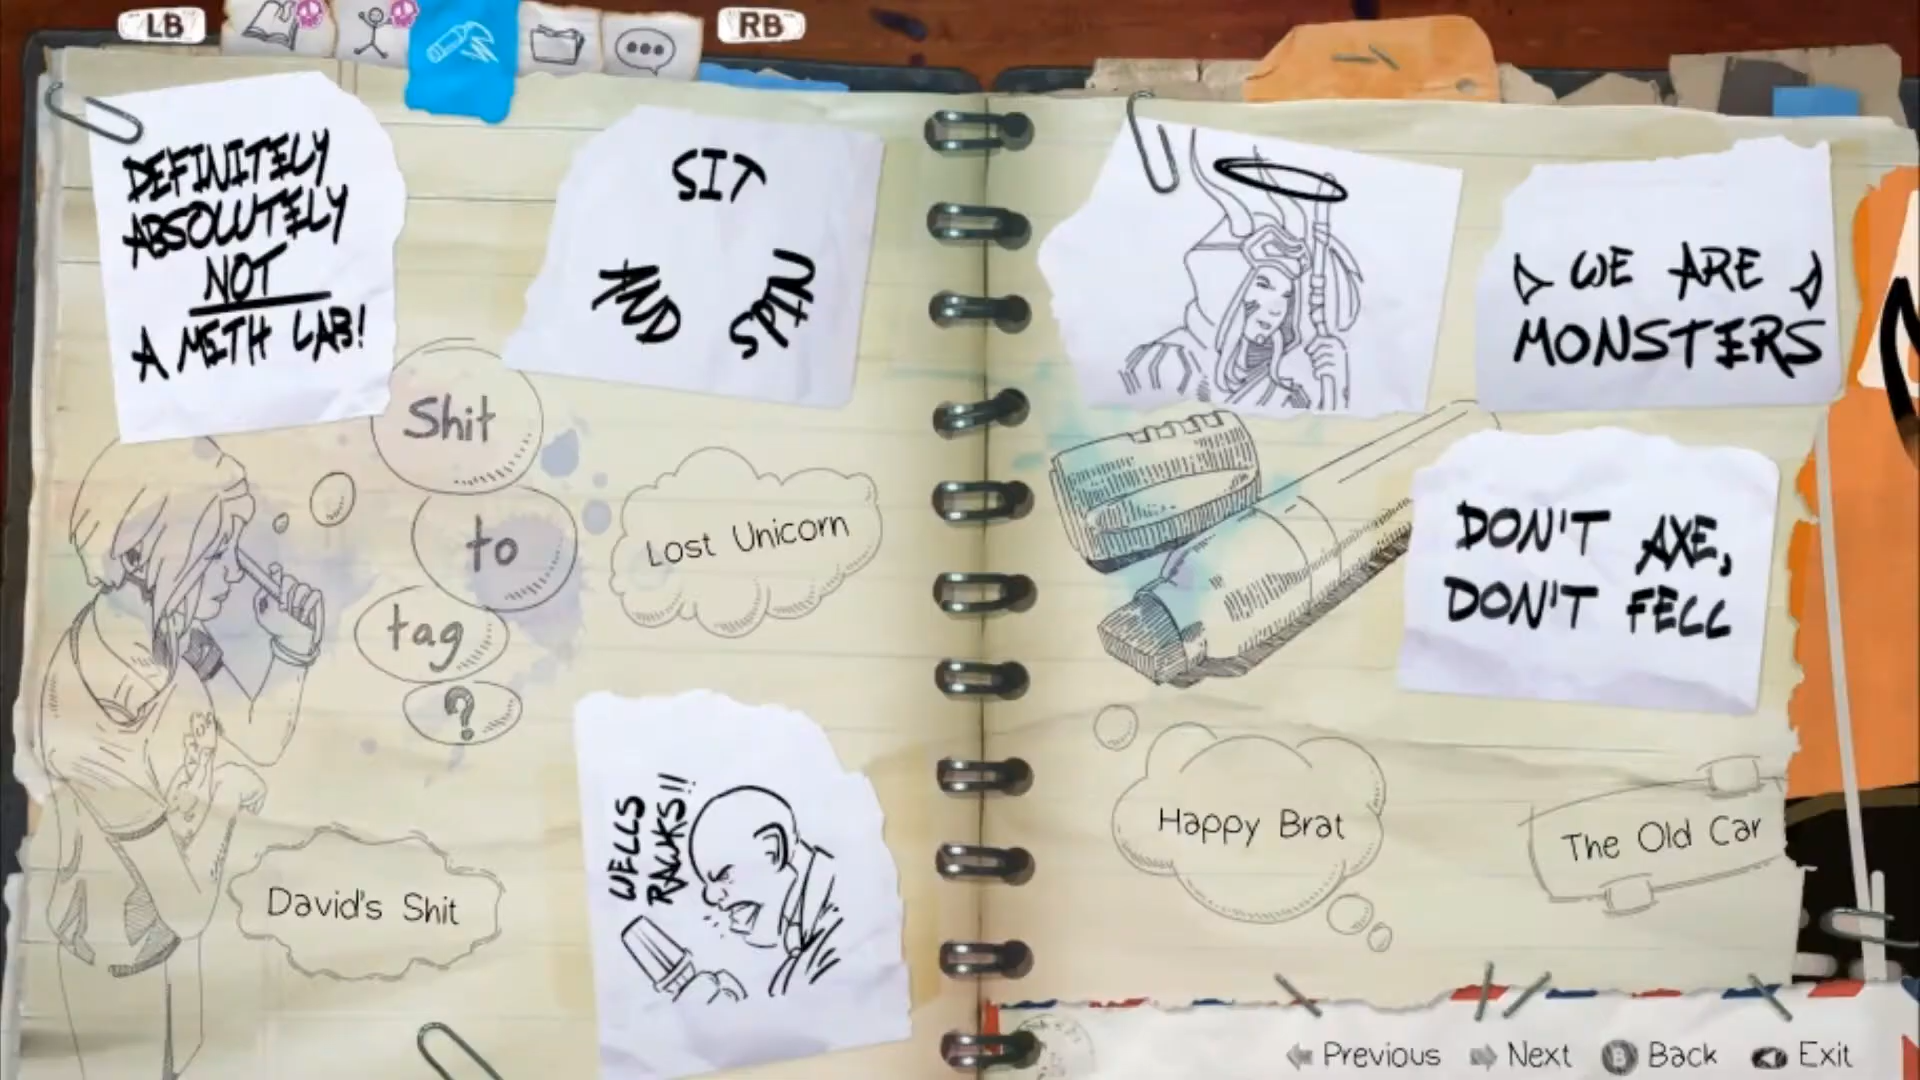 LB
RB
DEFINITELY
ABSOLUTELY
NOT
A METH LAB!
SIT
AND
SPIN
Shit
to
tag
?
Lost Unicorn
David's Shit
WELLS
RAWKS!!
WE ARE
MONSTERS
DON'T AXE,
DON'T FELL
Happy Brat
The Old Car
Previous
Next
B Back
Exit